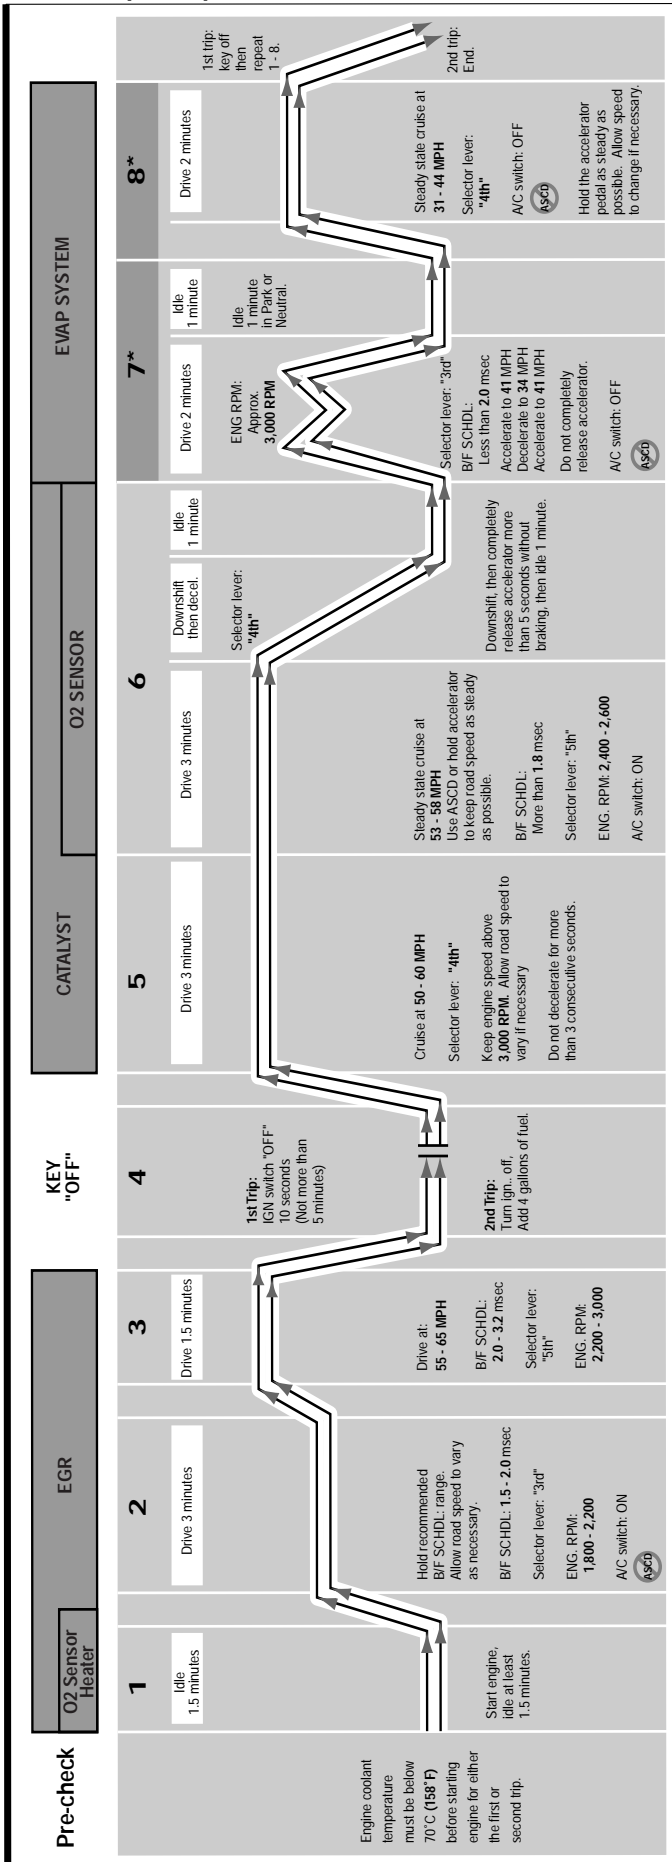 Pre-check
O2 Sensor
Heater
EGR
KEY
"OFF"
CATALYST
O2 SENSOR
EVAP SYSTEM
Engine coolant
temperature
must be below
70˚C (158˚F)
before starting
engine for either
the first or
second trip.
1
Idle
1.5 minutes
Start engine,
idle at least
1.5 minutes.
2
Drive 3 minutes
Hold recommended
B/F SCHDL: range.
Allow road speed to vary
as necessary.
B/F SCHDL: 1.5 - 2.0 msec
Selector lever: "3rd"
ENG. RPM:
1,800 - 2,200
A/C switch: ON
ASCD
3
Drive 1.5 minutes
Drive at:
55 - 65 MPH
B/F SCHDL:
2.0 - 3.2 msec
Selector lever:
"5th"
ENG. RPM:
2,200 - 3,000
4
1st Trip:
IGN switch "OFF"
10 seconds
(Not more than
5 minutes)
2nd Trip:
Turn Ign.. off,
Add 4 gallons of fuel.
5
Drive 3 minutes
Cruise at 50 - 60 MPH
Selector lever: "4th"
Keep engine speed above
3,000 RPM. Allow road speed to
vary if necessary
Do not decelerate for more
than 3 consecutive seconds.
6
Drive 3 minutes
Steady state cruise at
53 - 58 MPH
Use ASCD or hold accelerator
to keep road speed as steady
as possible.
B/F SCHDL:
More than 1.8 msec
Selector lever: "5th"
ENG. RPM: 2,400 - 2,600
A/C switch: ON
Downshift
then decel.
Selector lever:
"4th"
Idle
1 minute
Downshift, then completely
release accelerator more
than 5 seconds without
braking, then idle 1 minute.
7*
Drive 2 minutes
ENG RPM:
Approx.
3,000 RPM
Selector lever: "3rd"
B/F SCHDL:
Less than 2.0 msec
Accelerate to 41 MPH
Decelerate to 34 MPH
Accelerate to 41 MPH
Do not completely
release accelerator.
A/C switch: OFF
ASCD
Idle
1 minute
Idle
1 minute
in Park or
Neutral.
8*
Drive 2 minutes
Steady state cruise at
31 - 44 MPH
Selector lever:
"4th"
A/C switch: OFF
ASCD
Hold the accelerator
pedal as steady as
possible. Allow speed
to change if necessary.
1st trip:
key off
then
repeat
1 - 8.
2nd trip:
End.